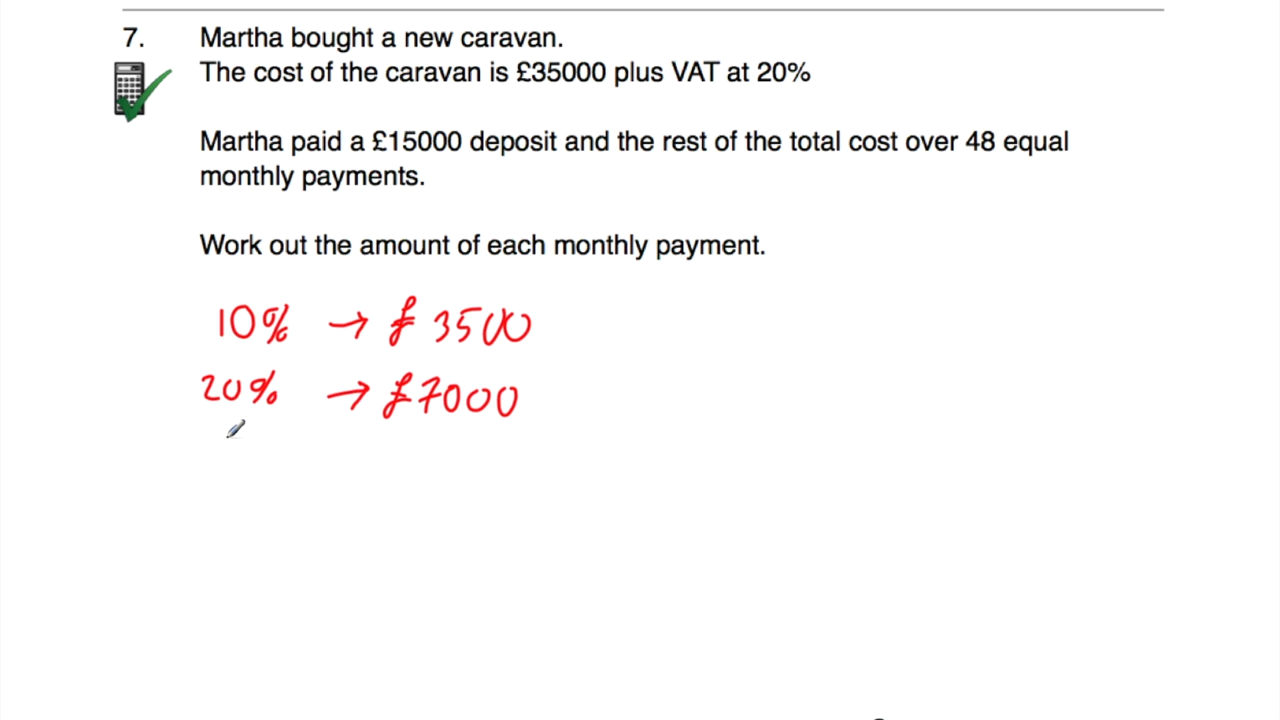 7. Martha bought a new caravan.
The cost of the caravan is £35000 plus VAT at 20%
Martha paid a £15000 deposit and the rest of the total cost over 48 equal
monthly payments.
Work out the amount of each monthly payment.
10% → £3500
20% → £7000